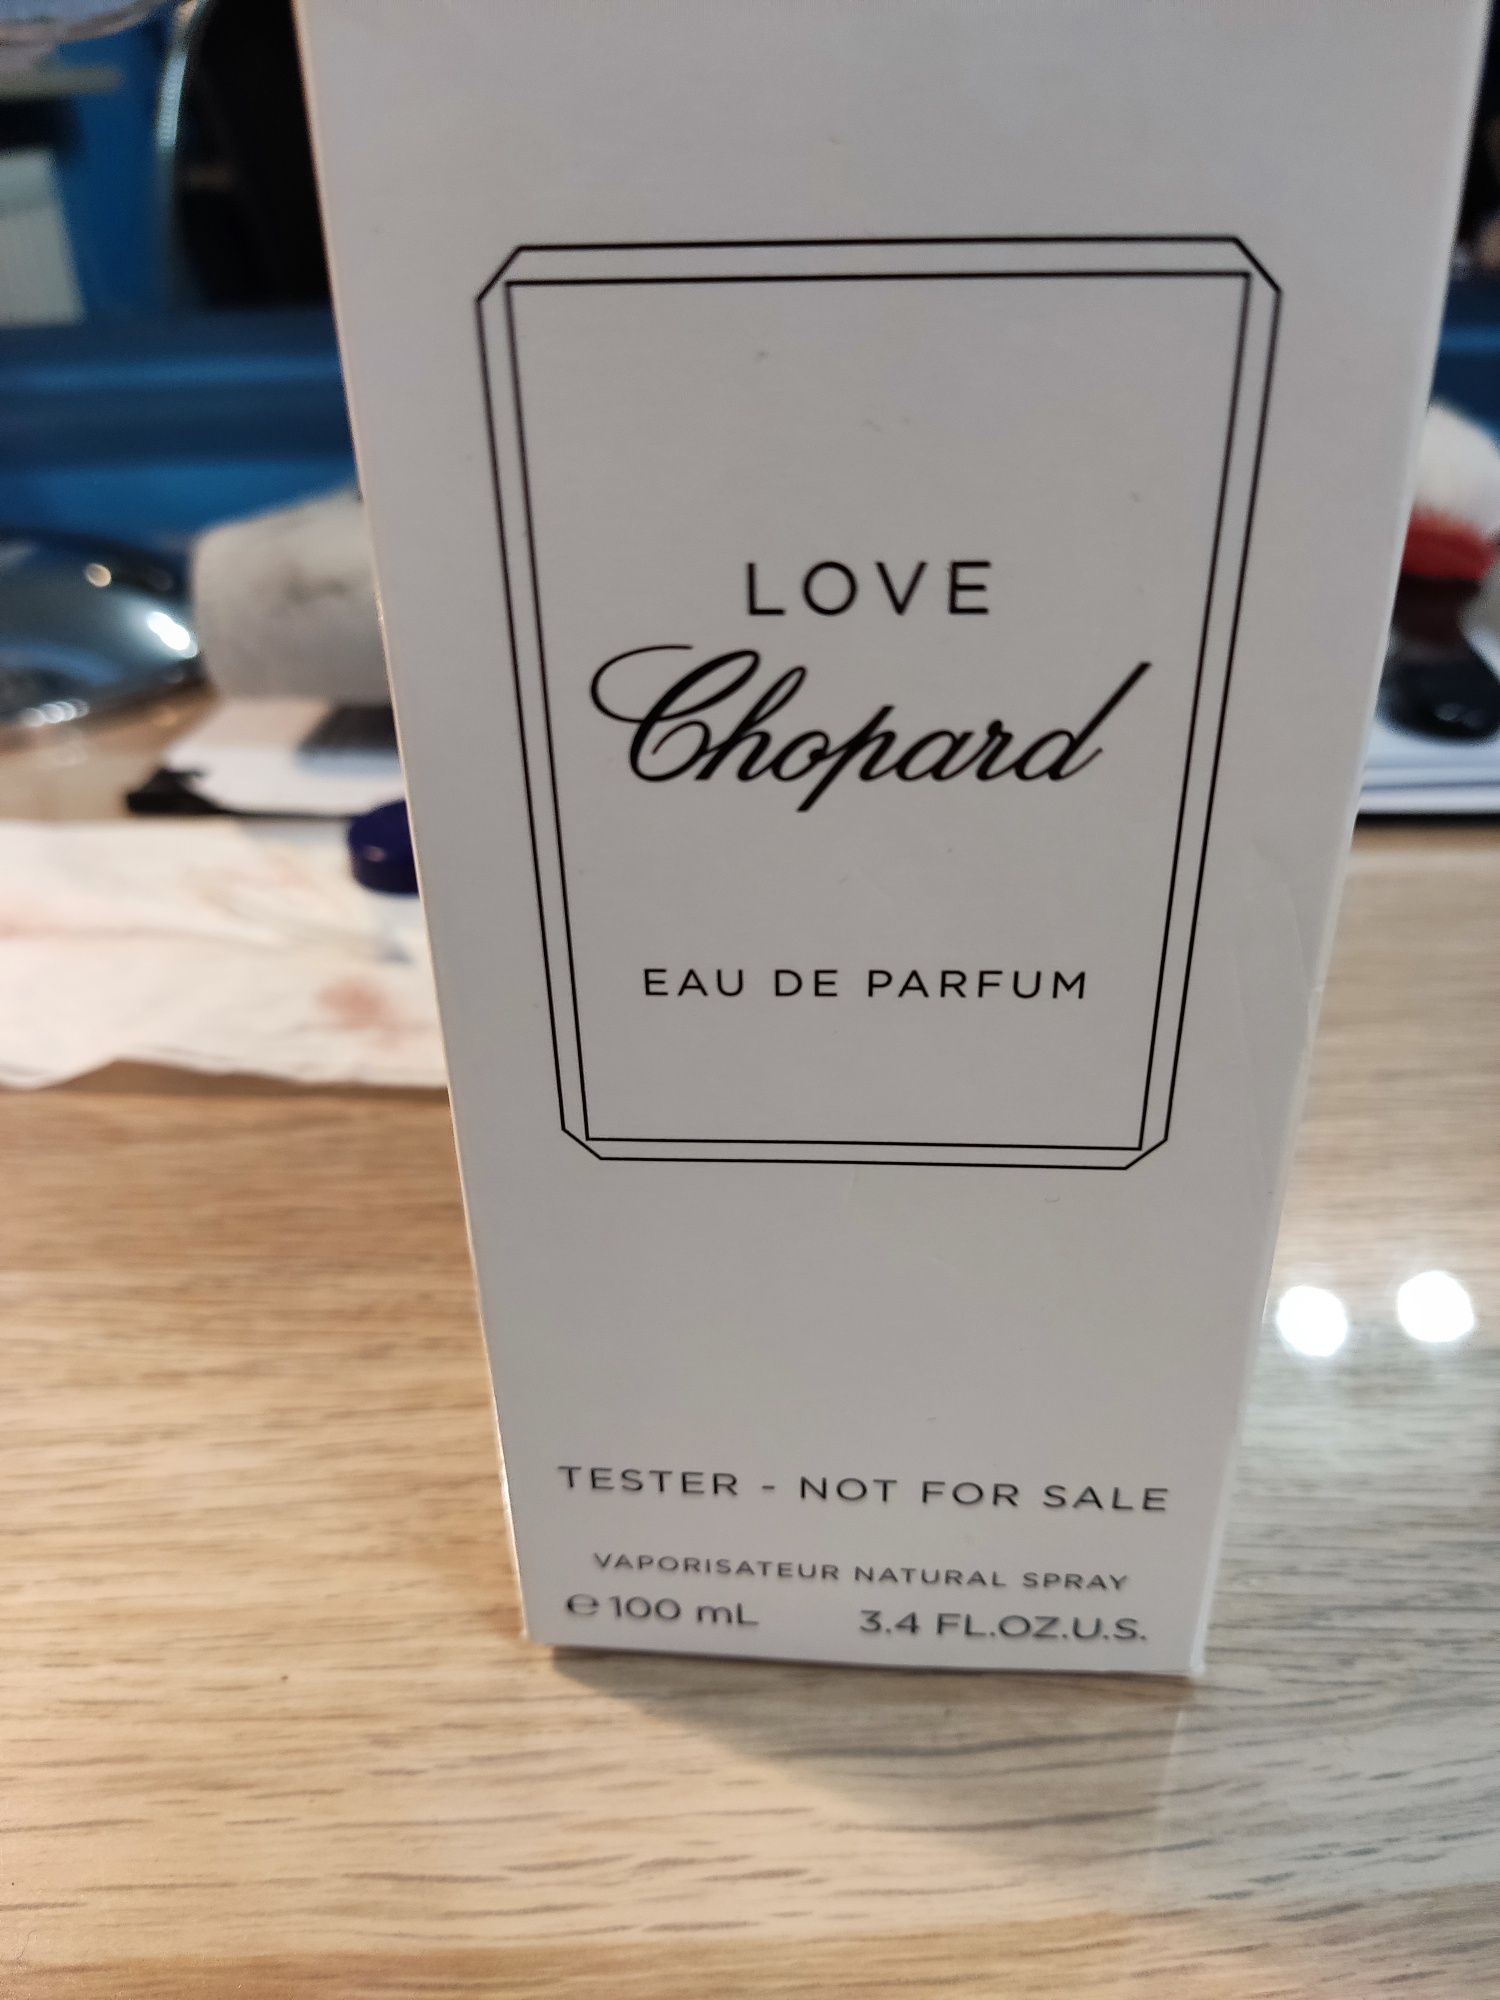 LOVE
Chopard
EAU DE PARFUM
TESTER - NOT FOR SALE
VAPORISATEUR NATURAL SPRAY
℮ 100 mL 3.4 FL.OZ.U.S.